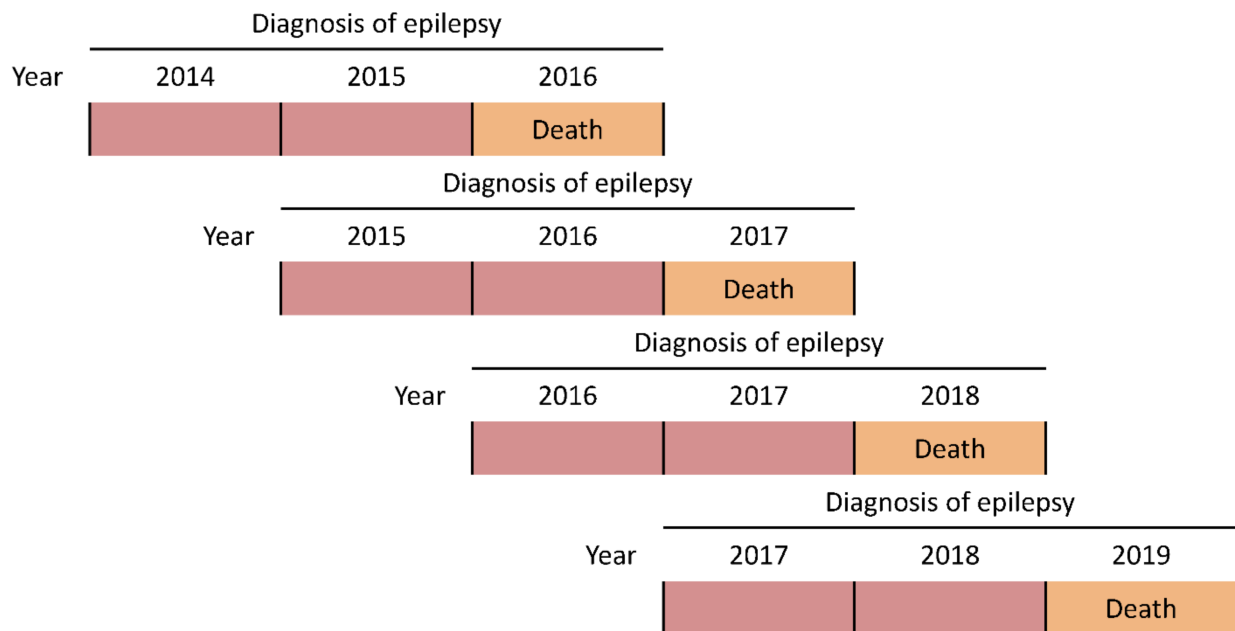 Diagnosis of epilepsy
Year 2014 2015 2016
Death
Diagnosis of epilepsy
Year 2015 2016 2017
Death
Diagnosis of epilepsy
Year 2016 2017 2018
Death
Diagnosis of epilepsy
Year 2017 2018 2019
Death